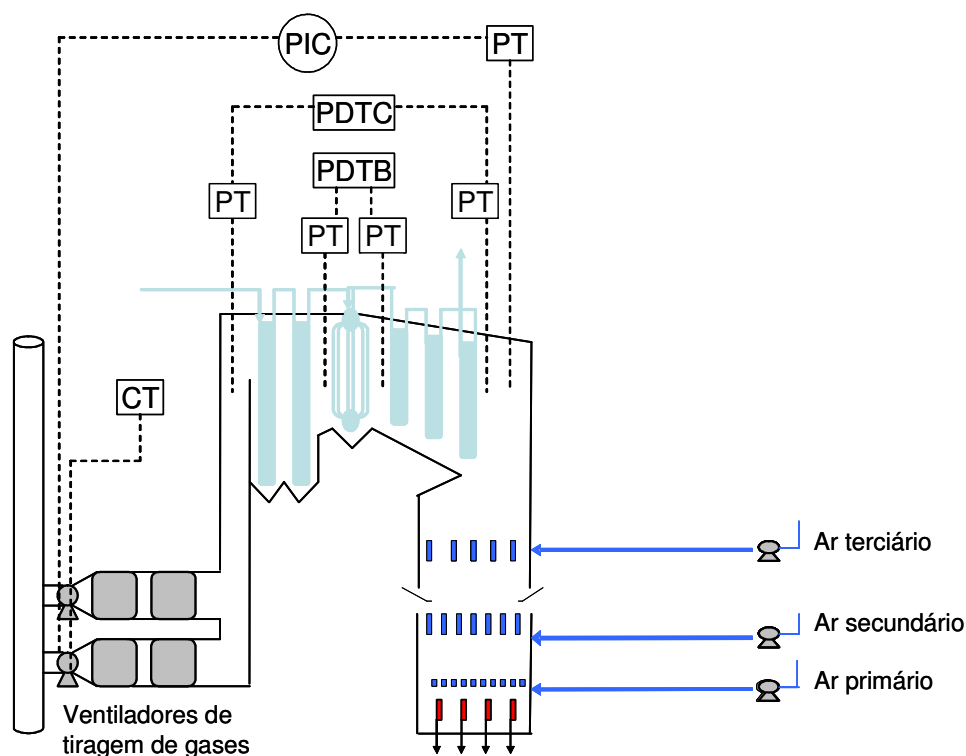 PIC
PT
PDTC
PDTB
PT
PT
PT
PT
CT
Ar terciário
Ar secundário
Ar primário
Ventiladores de
tiragem de gases